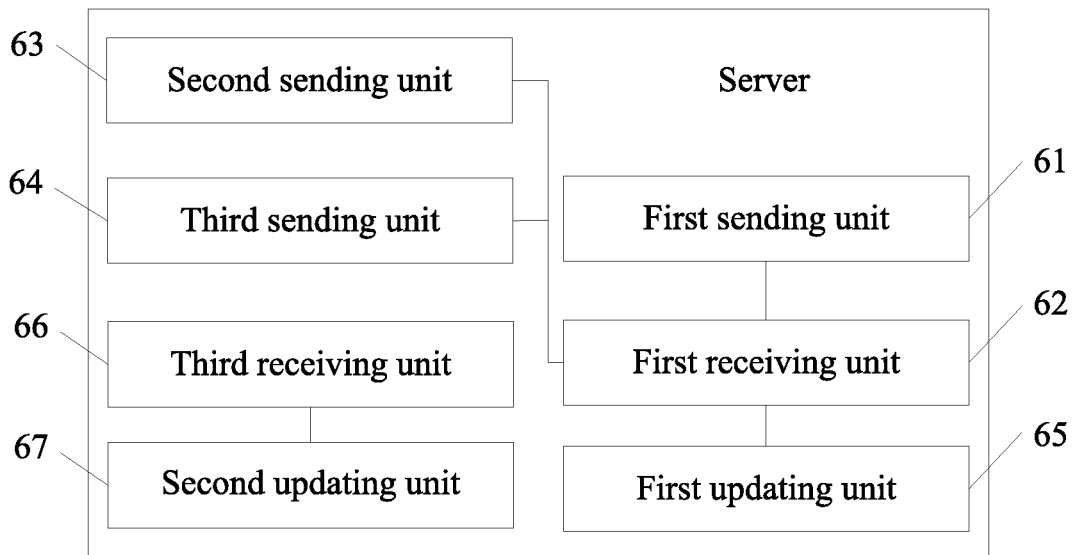 63
Second sending unit
Server
64
Third sending unit
61
First sending unit
66
Third receiving unit
62
First receiving unit
67
Second updating unit
65
First updating unit